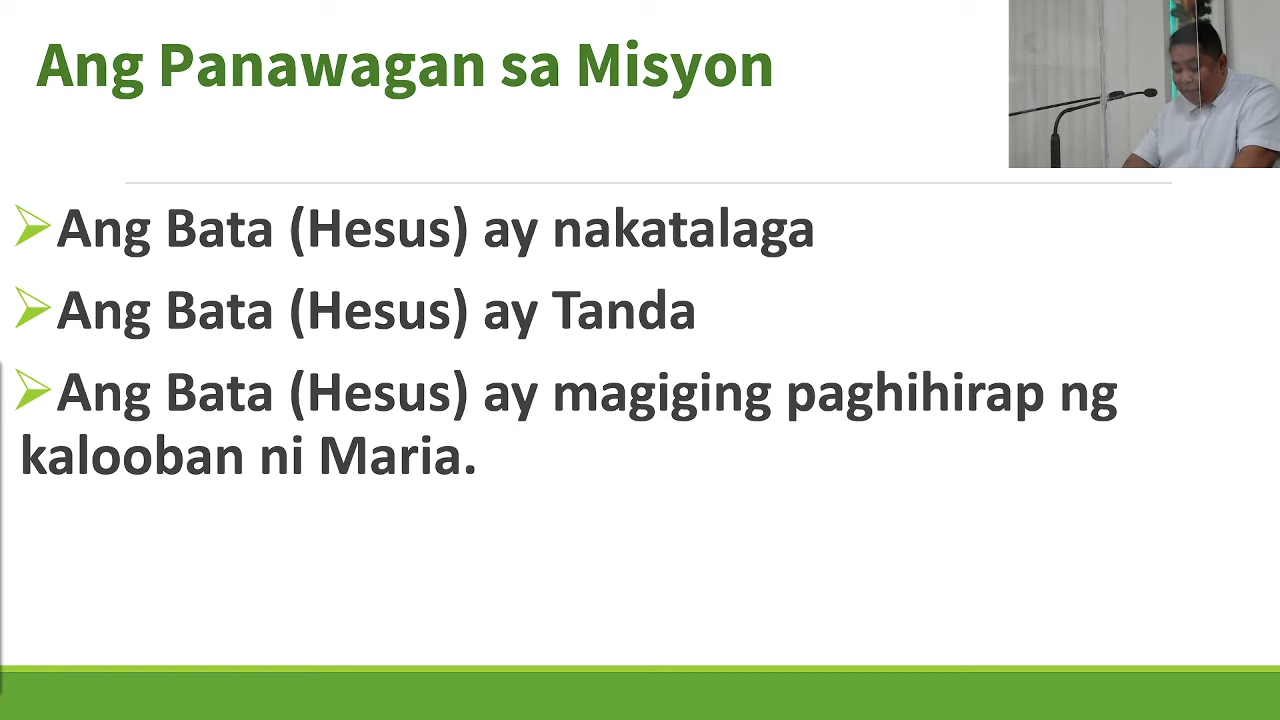 Ang Panawagan sa Misyon
Ang Bata (Hesus) ay nakatalaga
Ang Bata (Hesus) ay Tanda
Ang Bata (Hesus) ay magiging paghihirap ng
kalooban ni Maria.